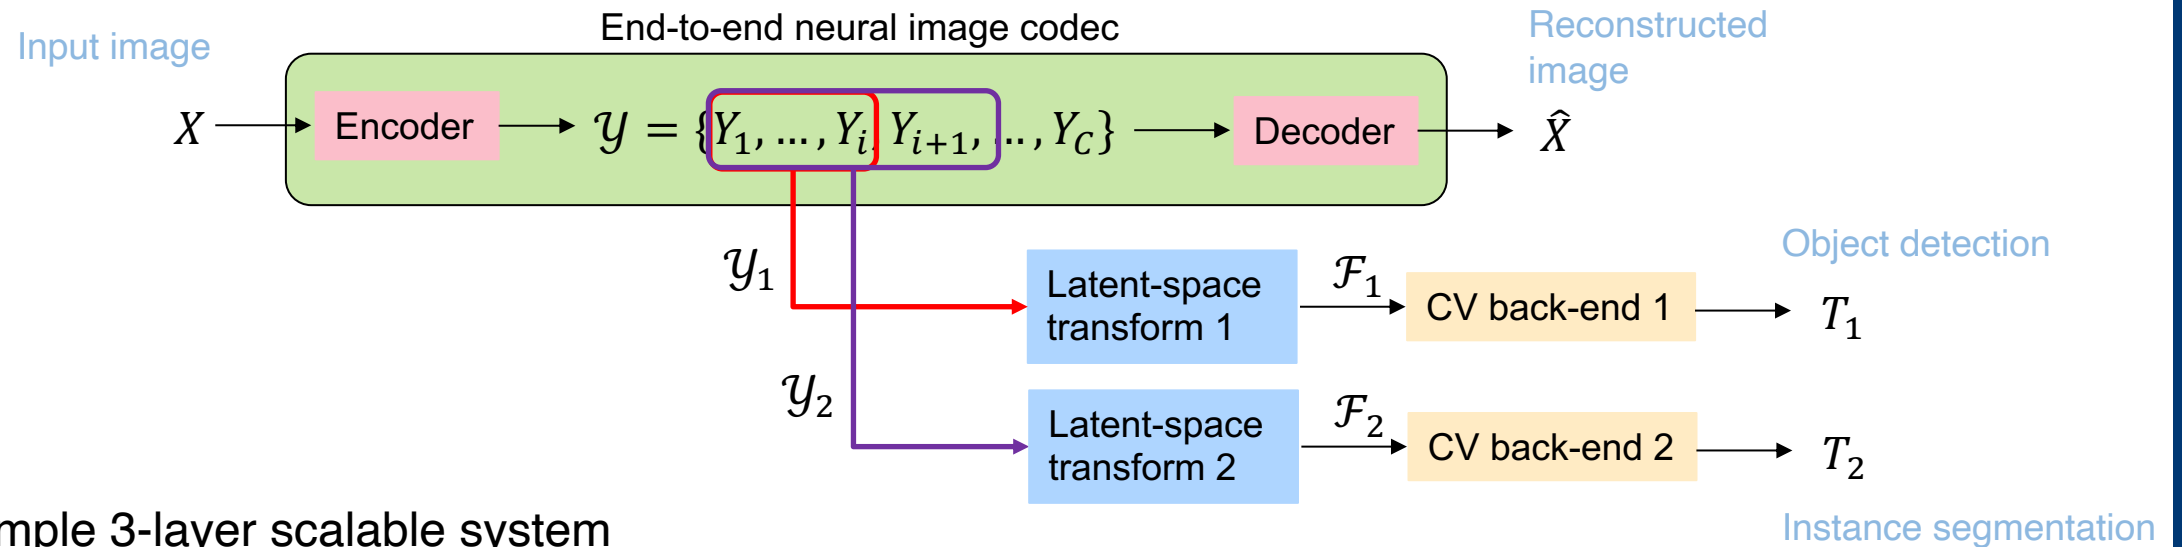 End-to-end neural image codec
Input image
Reconstructed
image
X
Encoder
𝒴 = {Y₁, ..., Yᵢ, Yᵢ₊₁, ..., Y_C}
Decoder
X̂
𝒴₁
Latent-space
transform 1
ℱ₁
CV back-end 1
Object detection
T₁
𝒴₂
Latent-space
transform 2
ℱ₂
CV back-end 2
T₂
Instance segmentation
mple 3-layer scalable system